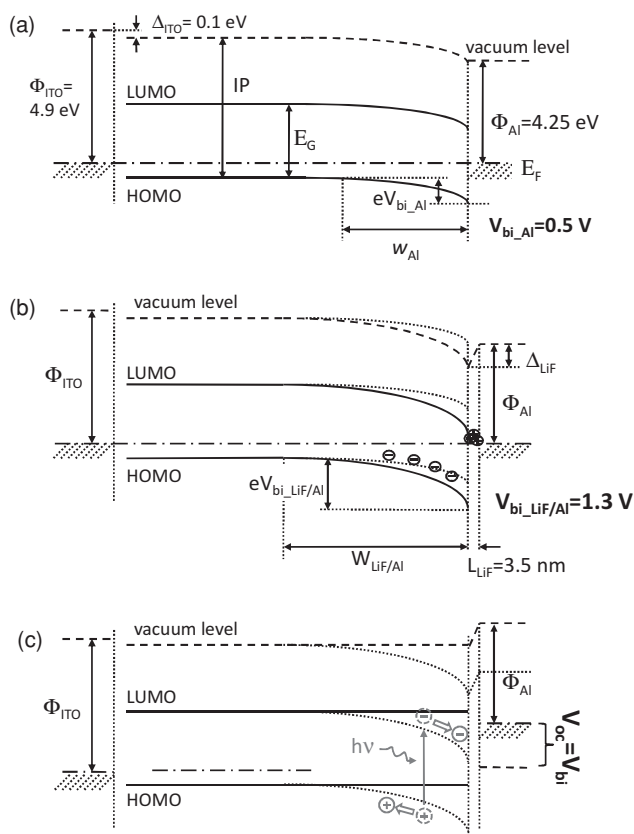 (a)
Δ_ITO = 0.1 eV
vacuum level
Φ_ITO=
4.9 eV
LUMO
IP
Φ_Al=4.25 eV
E_G
E_F
HOMO
eV_bi_Al
V_bi_Al=0.5 V
w_Al
(b)
vacuum level
Δ_LiF
Φ_ITO
LUMO
Φ_Al
HOMO
eV_bi_LiF/Al
V_bi_LiF/Al=1.3 V
W_LiF/Al
L_LiF=3.5 nm
(c)
vacuum level
Φ_ITO
LUMO
Φ_Al
hν
V_oc=V_bi
HOMO